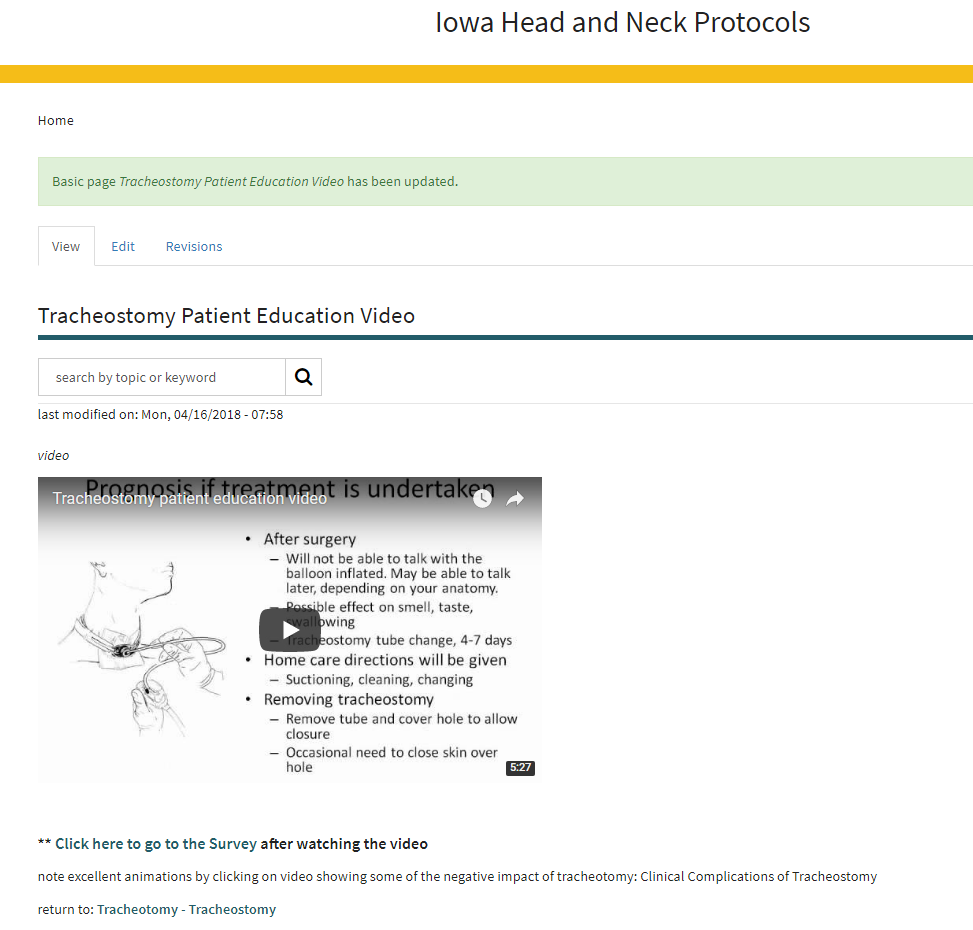 Iowa Head and Neck Protocols
Home
Basic page Tracheostomy Patient Education Video has been updated.
View Edit Revisions
Tracheostomy Patient Education Video
search by topic or keyword
last modified on: Mon, 04/16/2018 - 07:58
video
Prognosis if treatment is undertaken
Tracheostomy patient education video
• After surgery
– Will not be able to talk with the
balloon inflated. May be able to talk
later, depending on your anatomy.
– Possible effect on smell, taste,
swallowing
– Tracheostomy tube change, 4-7 days
• Home care directions will be given
– Suctioning, cleaning, changing
• Removing tracheostomy
– Remove tube and cover hole to allow
closure
– Occasional need to close skin over
hole
5:27
** Click here to go to the Survey after watching the video
note excellent animations by clicking on video showing some of the negative impact of tracheotomy: Clinical Complications of Tracheostomy
return to: Tracheotomy - Tracheostomy